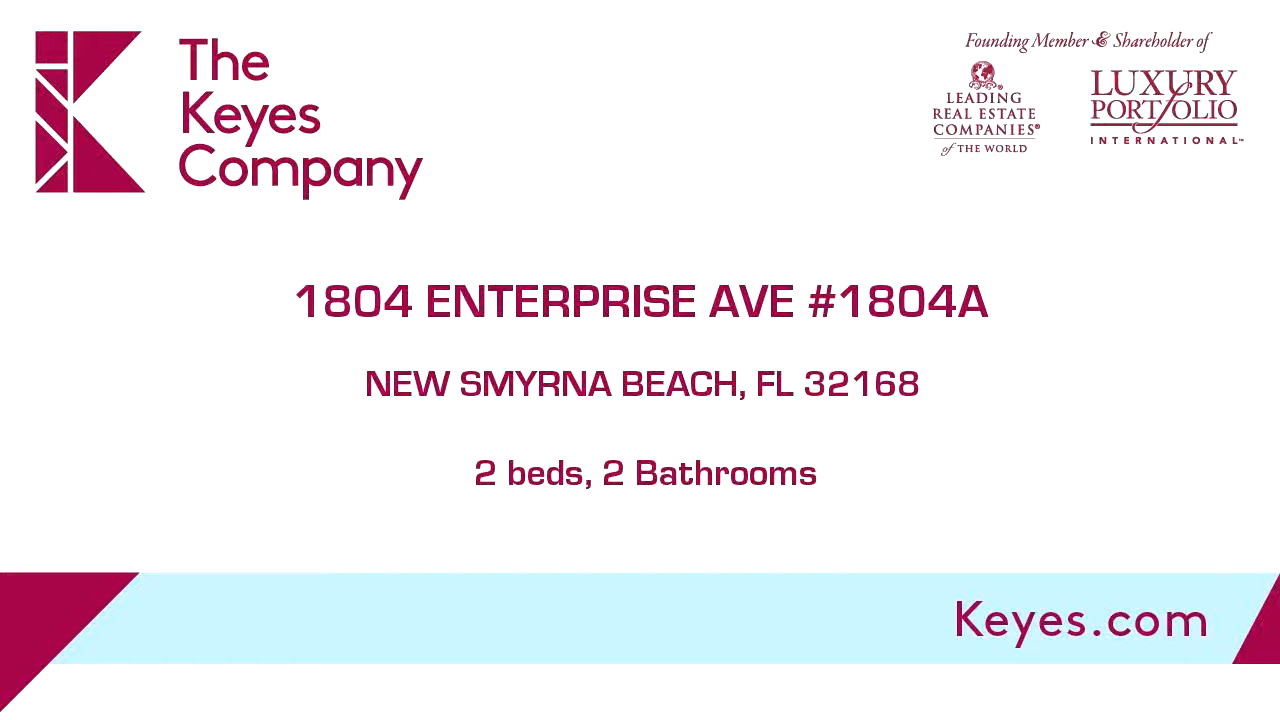 The
Keyes
Company
Founding Member & Shareholder of
LEADING
REAL ESTATE
COMPANIES®
of THE WORLD
LUXURY
PORTFOLIO
INTERNATIONAL™
1804 ENTERPRISE AVE #1804A
NEW SMYRNA BEACH, FL 32168
2 beds, 2 Bathrooms
Keyes.com